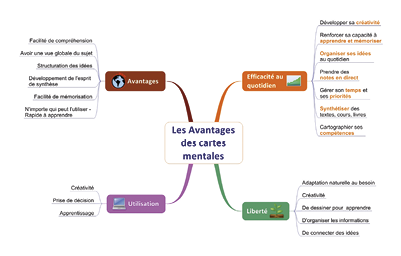 Les Avantages
des cartes
mentales
Avantages
Facilité de compréhension
Avoir une vue globale du sujet
Structuration des idées
Développement de l'esprit
de synthèse
Facilité de mémorisation
N'importe qui peut l'utiliser -
Rapide à apprendre
Efficacité au
quotidien
Développer sa créativité
Renforcer sa capacité à
apprendre et mémoriser
Organiser ses idées
au quotidien
Prendre des
notes en direct
Gérer son temps et
ses priorités
Synthétiser des
textes, cours, livres
Cartographier ses
compétences
Utilisation
Créativité
Prise de décision
Apprentissage
Liberté
Adaptation naturelle au besoin
Créativité
De dessiner pour apprendre
D'organiser les informations
De connecter des idées